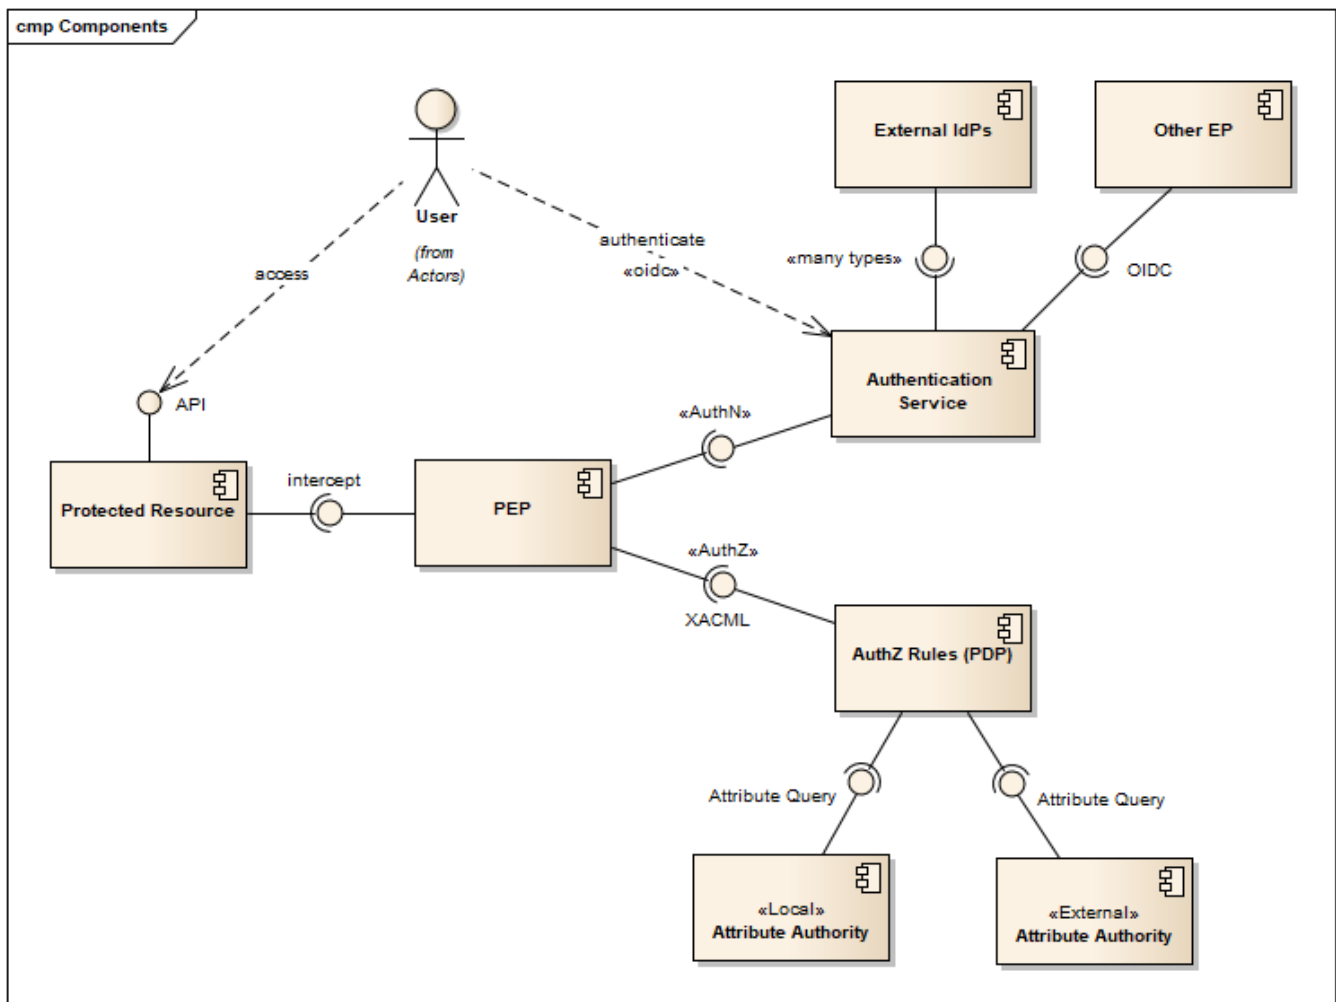 cmp Components
External IdPs
Other EP
User
(from
Actors)
authenticate
«oidc»
«many types»
OIDC
access
Authentication
Service
API
«AuthN»
intercept
Protected Resource
PEP
«AuthZ»
XACML
AuthZ Rules (PDP)
Attribute Query
Attribute Query
«Local»
Attribute Authority
«External»
Attribute Authority